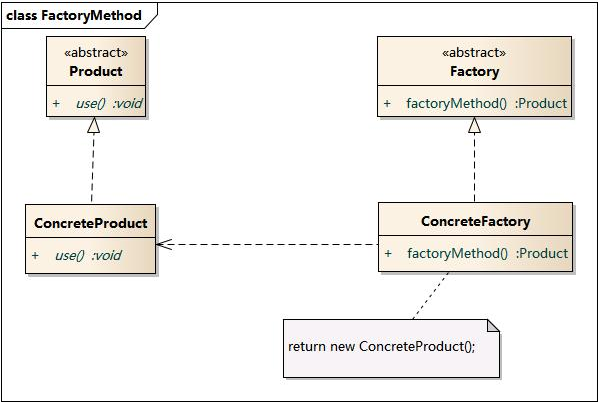 class FactoryMethod
«abstract»
Product
+ use() :void
«abstract»
Factory
+ factoryMethod() :Product
ConcreteProduct
+ use() :void
ConcreteFactory
+ factoryMethod() :Product
return new ConcreteProduct();